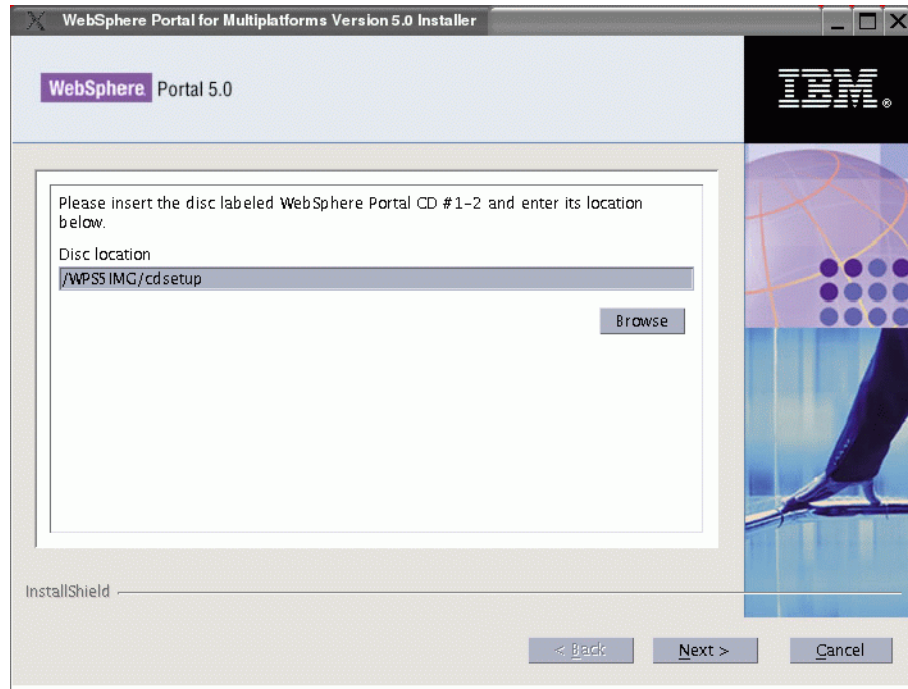 WebSphere Portal for Multiplatforms Version 5.0 Installer
WebSphere. Portal 5.0
IBM®
Please insert the disc labeled WebSphere Portal CD #1-2 and enter its location
below.
Disc location
/WPS5IMG/cdsetup
Browse
InstallShield
< Back
Next >
Cancel